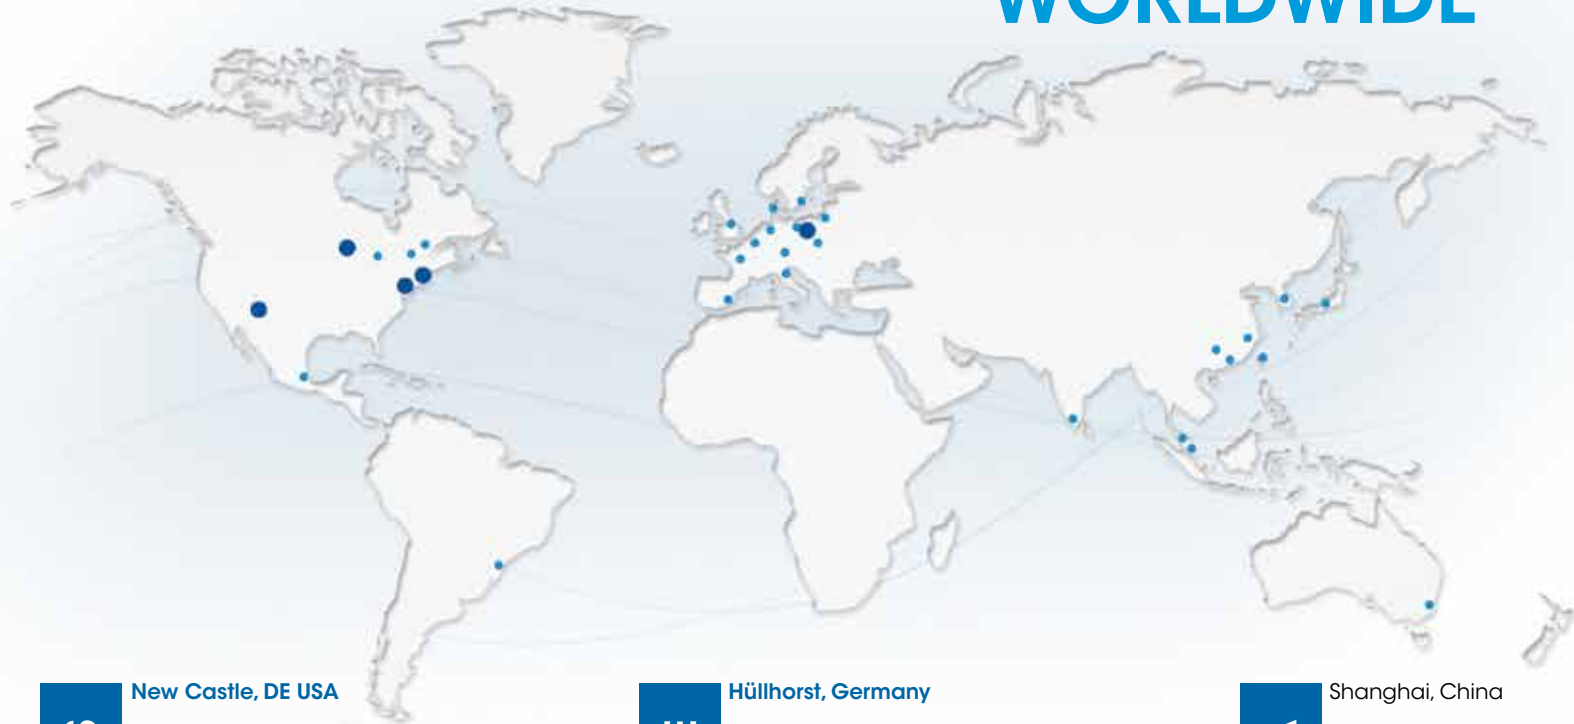 WORLDWIDE
New Castle, DE USA
Hüllhorst, Germany
Shanghai, China